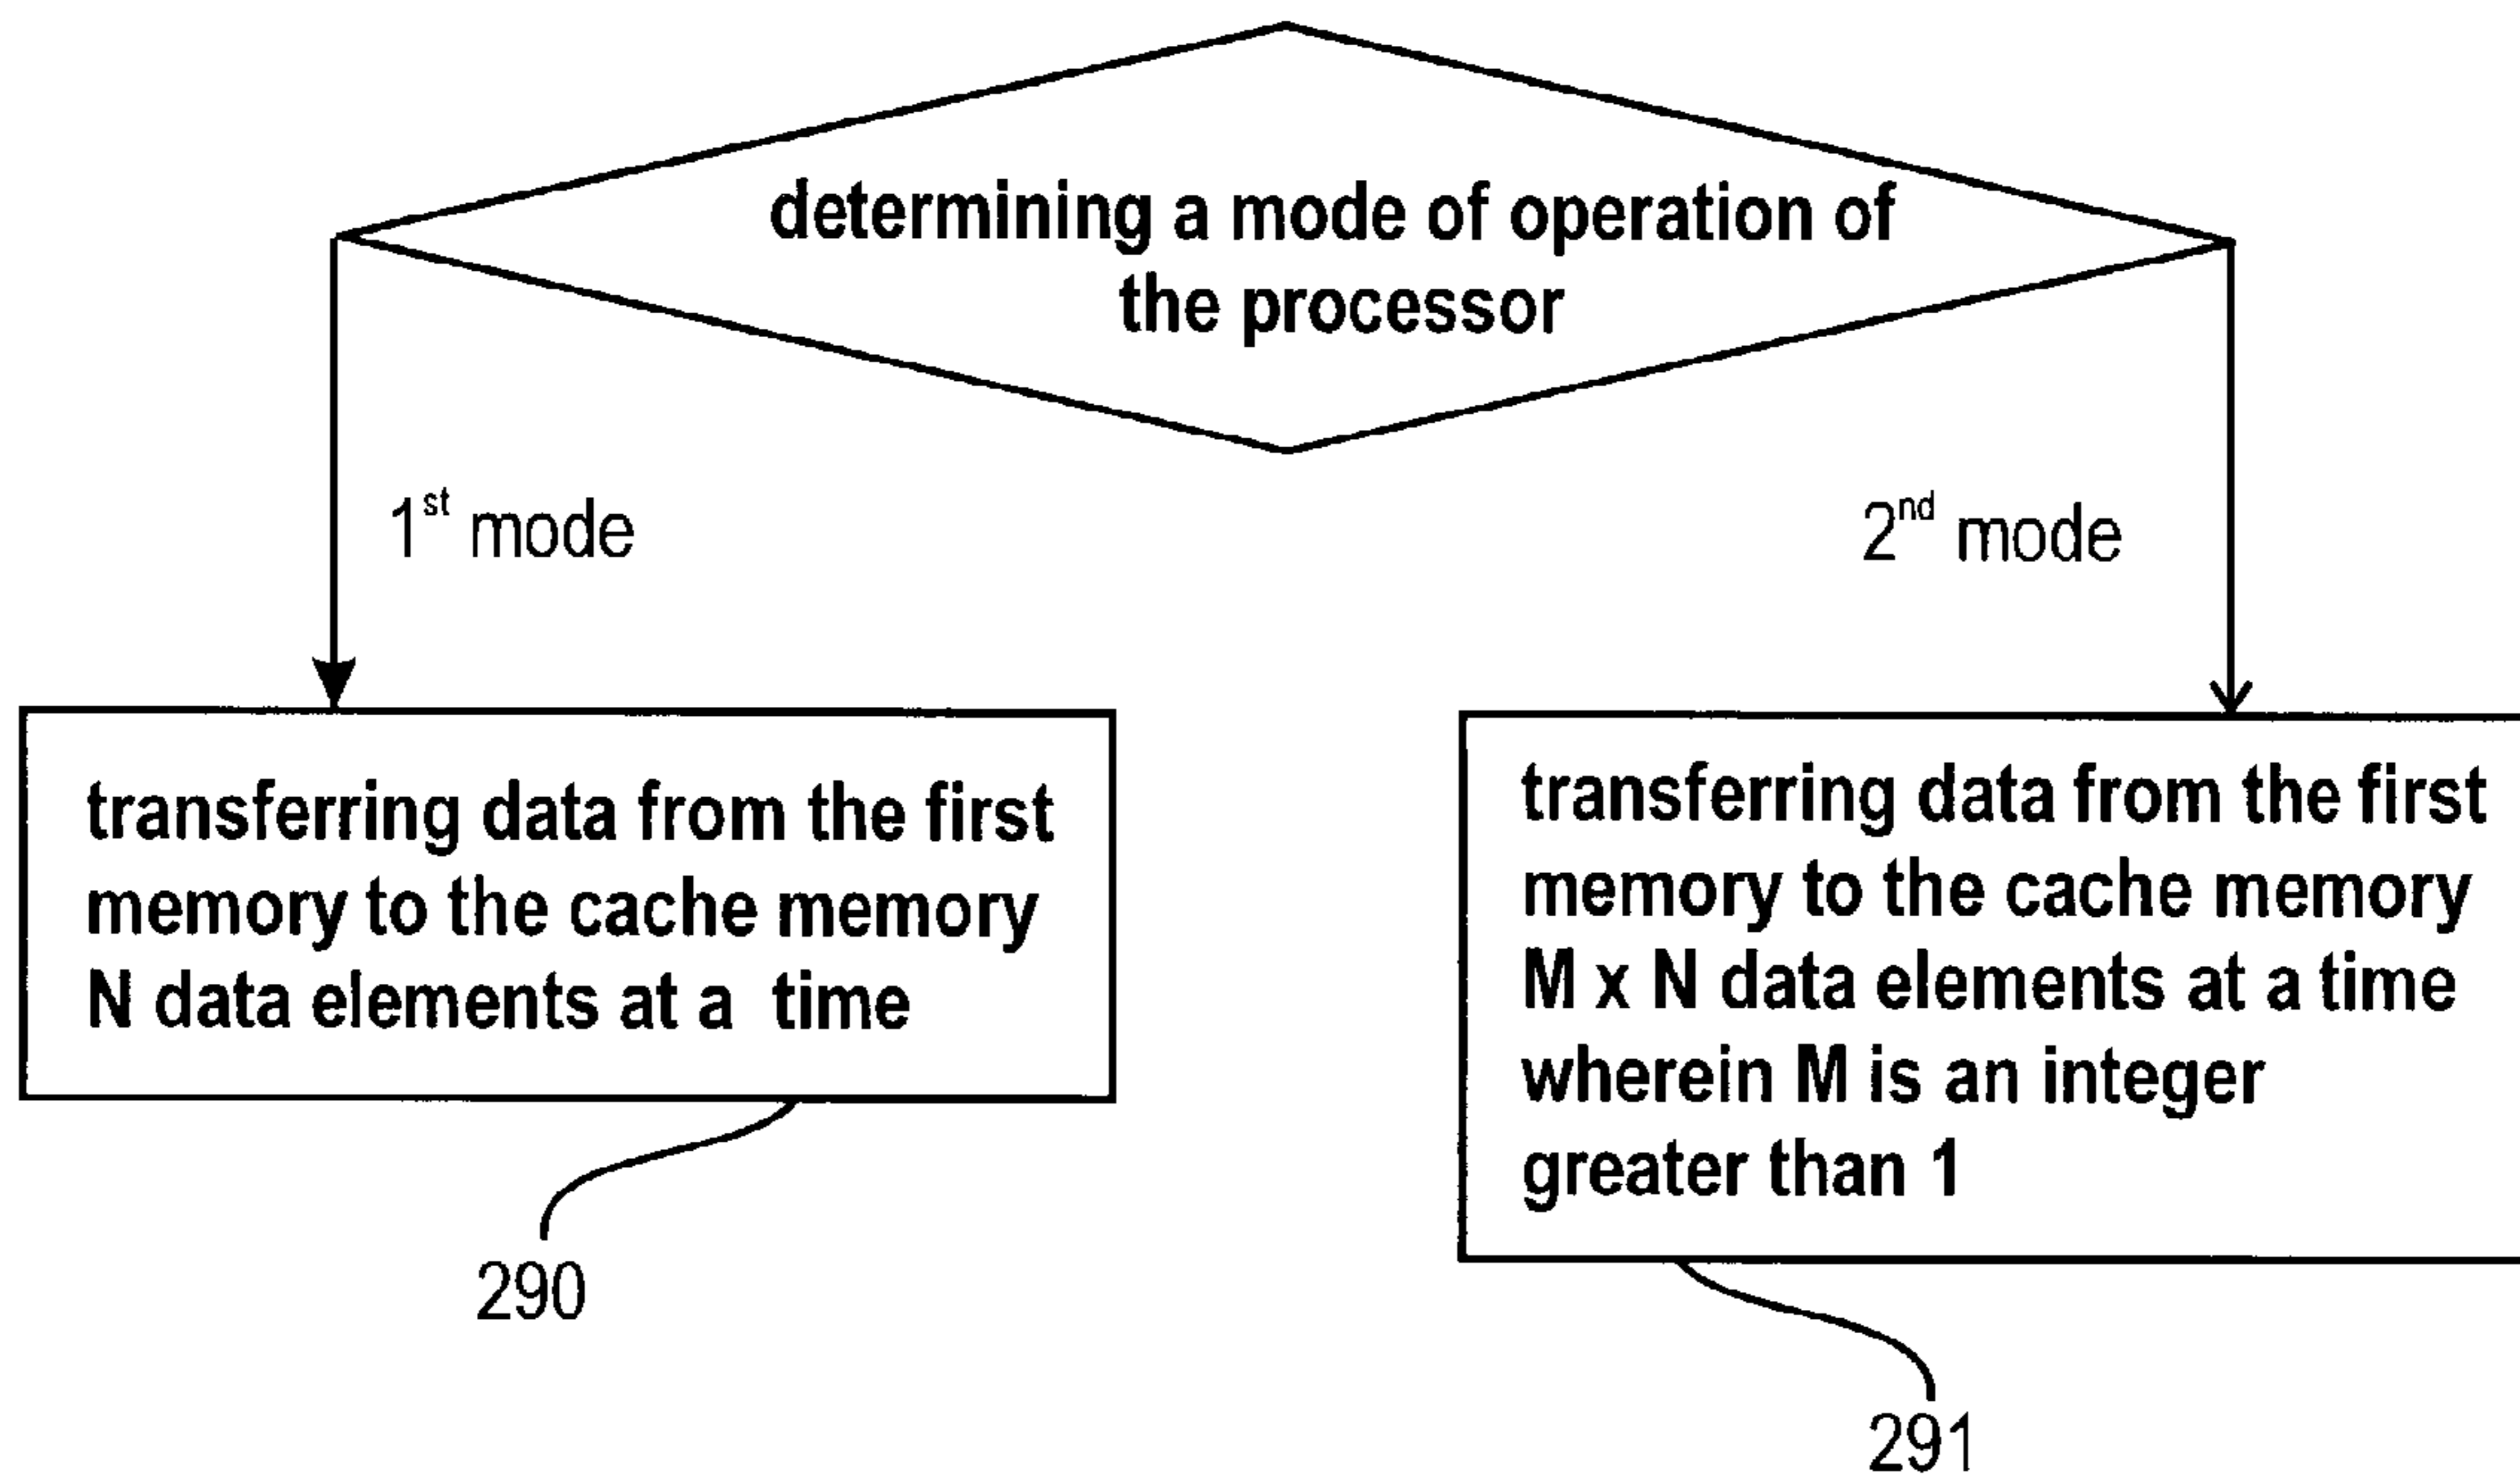 determining a mode of operation of
the processor
1st mode
2nd mode
transferring data from the first
memory to the cache memory
N data elements at a time
transferring data from the first
memory to the cache memory
M x N data elements at a time
wherein M is an integer
greater than 1
290
291